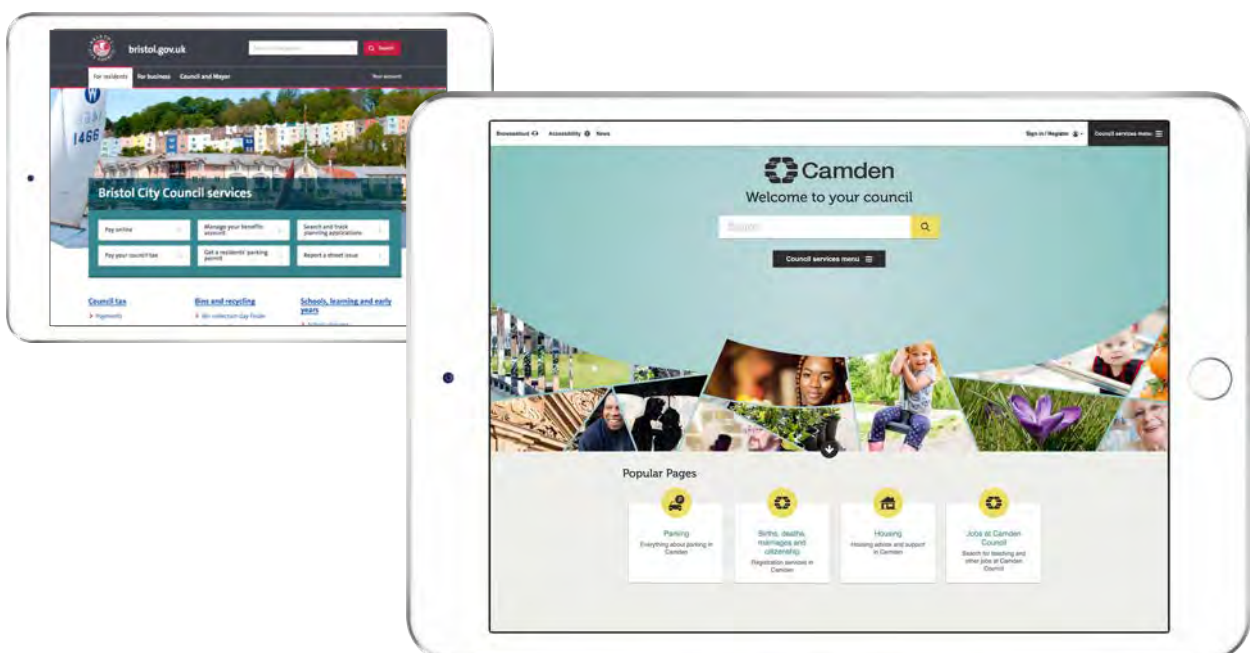 bristol.gov.uk
Search
For residents For business Council and Mayor Your account
W
1466
1466
Bristol City Council services
Pay online
Manage your benefits
account
Search and track
planning applications
Pay your council tax
Get a residents' parking
permit
Report a street issue
Council tax
Payments
Bins and recycling
Bin collection day finder
Schools, learning and early
years
Browsealoud Accessibility News Sign in / Register Council services menu
Camden
Welcome to your council
Search
Council services menu
Popular Pages
Parking
Everything about parking in
Camden
Births, deaths,
marriages and
citizenship
Registration services in
Camden
Housing
Housing advice and support
in Camden
Jobs at Camden
Council
Search for teaching and
other jobs at Camden
Council